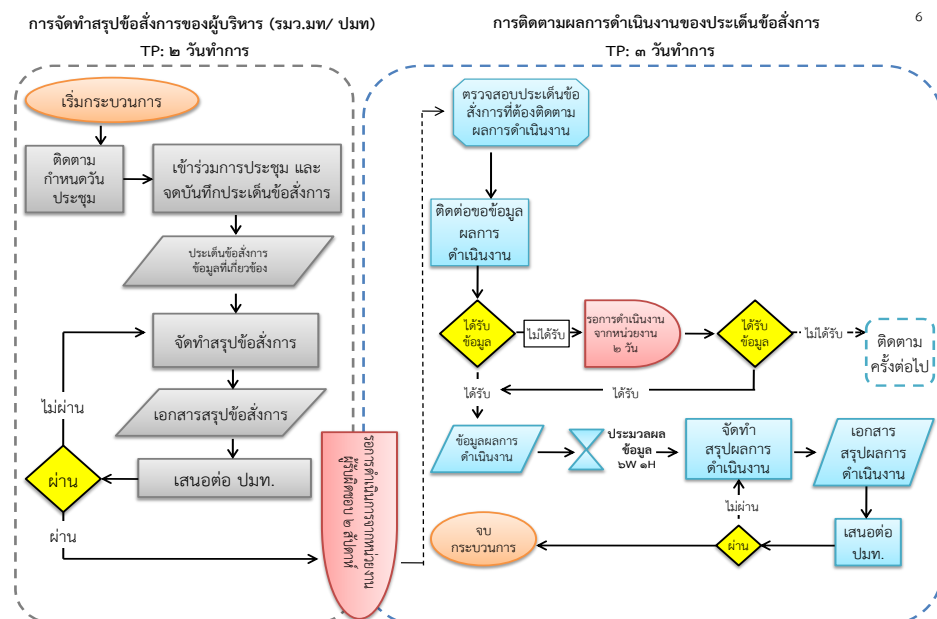 การจัดทำสรุปข้อสั่งการของผู้บริหาร (รมว.มท/ ปมท)
TP: ๒ วันทำการ
การติดตามผลการดำเนินงานของประเด็นข้อสั่งการ
TP: ๓ วันทำการ
6
เริ่มกระบวนการ
ติดตาม
กำหนดวัน
ประชุม
เข้าร่วมการประชุม และ
จดบันทึกประเด็นข้อสั่งการ
ประเด็นข้อสั่งการ
ข้อมูลที่เกี่ยวข้อง
จัดทำสรุปข้อสั่งการ
ไม่ผ่าน
เอกสารสรุปข้อสั่งการ
ผ่าน
เสนอต่อ ปมท.
ผ่าน
รอการดำเนินการจากหน่วยงาน
ผู้รับผิดชอบ ๒ สัปดาห์
ตรวจสอบประเด็นข้อ
สั่งการที่ต้องติดตาม
ผลการดำเนินงาน
ติดต่อขอข้อมูล
ผลการ
ดำเนินงาน
ได้รับ
ข้อมูล
ไม่ได้รับ
รอการดำเนินงาน
จากหน่วยงาน
๒ วัน
ได้รับ
ข้อมูล
ไม่ได้รับ
ติดตาม
ครั้งต่อไป
ได้รับ
ได้รับ
ข้อมูลผลการ
ดำเนินงาน
ประมวลผล
ข้อมูล
๖W ๑H
จัดทำ
สรุปผลการ
ดำเนินงาน
เอกสาร
สรุปผลการ
ดำเนินงาน
ไม่ผ่าน
เสนอต่อ
ปมท.
ผ่าน
จบ
กระบวนการ